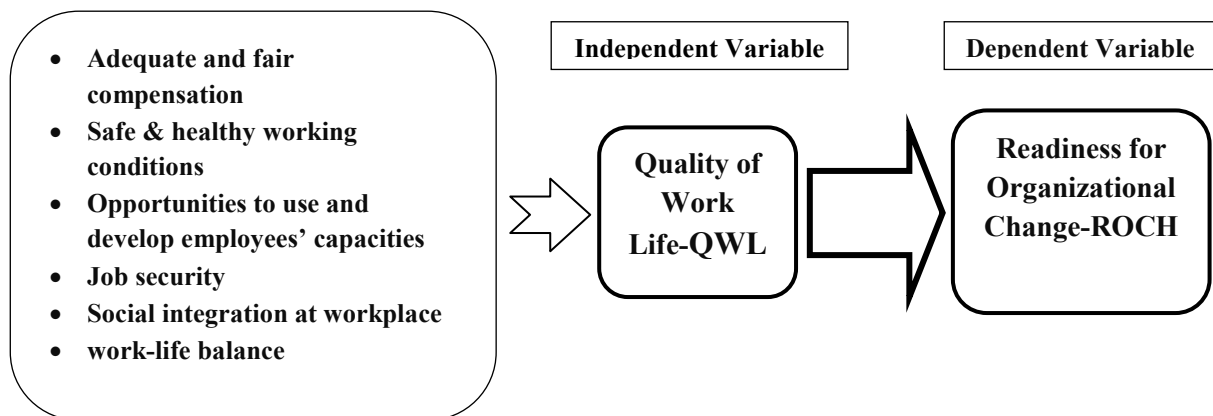 • Adequate and fair
compensation
• Safe & healthy working
conditions
• Opportunities to use and
develop employees’ capacities
• Job security
• Social integration at workplace
• work-life balance
Independent Variable
Quality of
Work
Life-QWL
Dependent Variable
Readiness for
Organizational
Change-ROCH